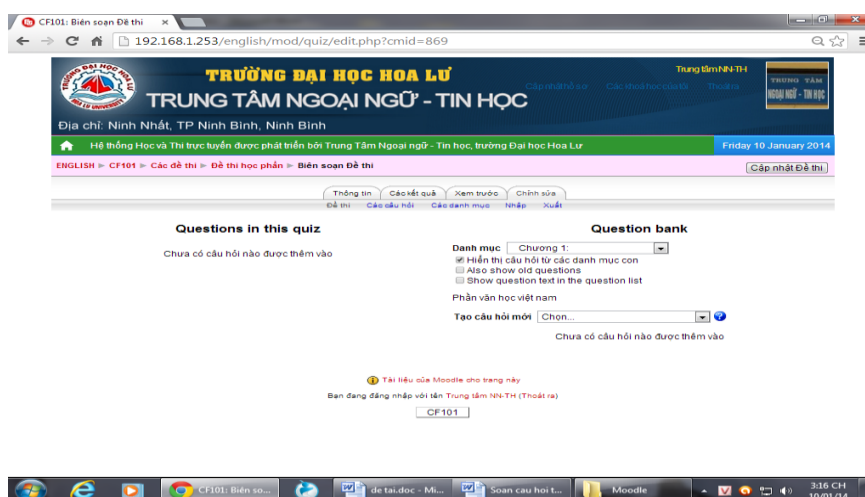 CF101: Biên soạn Đề thi
192.168.1.253/english/mod/quiz/edit.php?cmid=869
TRƯỜNG ĐẠI HỌC HOA LƯ
Trung tâm NN-TH
Cập nhật hồ sơ Các khoá học của tôi Thoát ra
TRUNG TÂM NGOẠI NGỮ - TIN HỌC
TRUNG TÂM
NGOẠI NGỮ - TIN HỌC
Địa chỉ: Ninh Nhất, TP Ninh Bình, Ninh Bình
Hệ thống Học và Thi trực tuyến được phát triển bởi Trung Tâm Ngoại ngữ - Tin học, trường Đại học Hoa Lư
Friday 10 January 2014
ENGLISH ► CF101 ► Các đề thi ► Đề thi học phần ► Biên soạn Đề thi
Cập nhật Đề thi
Thông tin Các kết quả Xem trước Chỉnh sửa
Đề thi Các câu hỏi Các danh mục Nhập Xuất
Questions in this quiz
Chưa có câu hỏi nào được thêm vào
Question bank
Danh mục Chương 1:
Hiển thị câu hỏi từ các danh mục con
Also show old questions
Show question text in the question list
Phần văn học việt nam
Tạo câu hỏi mới Chọn...
Chưa có câu hỏi nào được thêm vào
Tài liệu của Moodle cho trang này
Bạn đang đăng nhập với tên Trung tâm NN-TH (Thoát ra)
CF101
CF101: Biên so...
de tai.doc - Mi...
Soan cau hoi t...
Moodle
3:16 CH
10/01/14